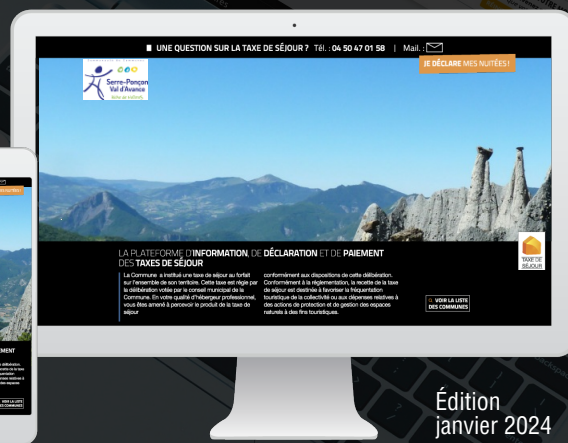 UNE QUESTION SUR LA TAXE DE SÉJOUR ? Tél. : 04 50 47 01 58 | Mail. :
JE DÉCLARE MES NUITÉES !
Serre-Ponçon
Val d'Avance
LA PLATEFORME D'INFORMATION, DE DÉCLARATION ET DE PAIEMENT
DES TAXES DE SÉJOUR
La Commune a institué une taxe de séjour au forfait
sur l'ensemble de son territoire. Cette taxe est régie par
la délibération votée par le conseil municipal de la
Commune. En votre qualité d'hébergeur professionnel,
vous êtes amené à percevoir le produit de la taxe de
séjour
conformément aux dispositions de cette délibération.
Conformément à la réglementation, la recette de la taxe
de séjour est destinée à favoriser la fréquentation
touristique de la collectivité ou aux dépenses relatives à
des actions de protection et de gestion des espaces
naturels à des fins touristiques.
TAXE DE
SÉJOUR
VOIR LA LISTE
DES COMMUNES
Édition
janvier 2024